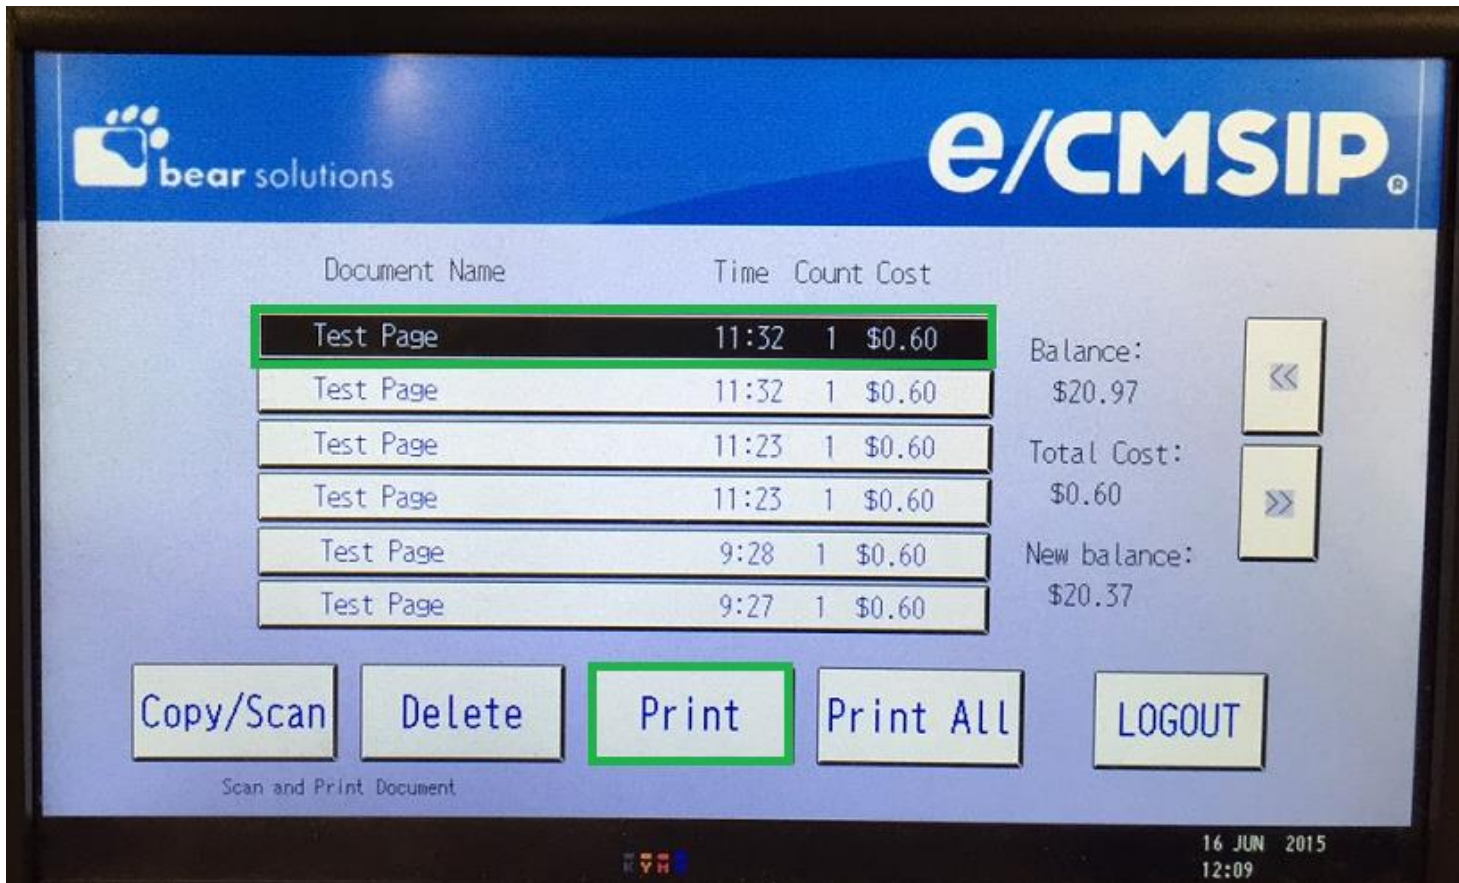 bear solutions
e/CMSIP®
Document Name Time Count Cost
Test Page 11:32 1 $0.60
Test Page 11:32 1 $0.60
Test Page 11:23 1 $0.60
Test Page 11:23 1 $0.60
Test Page 9:28 1 $0.60
Test Page 9:27 1 $0.60
Balance:
$20.97
Total Cost:
$0.60
New balance:
$20.37
<<
>>
Copy/Scan Delete Print Print All LOGOUT
Scan and Print Document
K Y M
16 JUN 2015
12:09